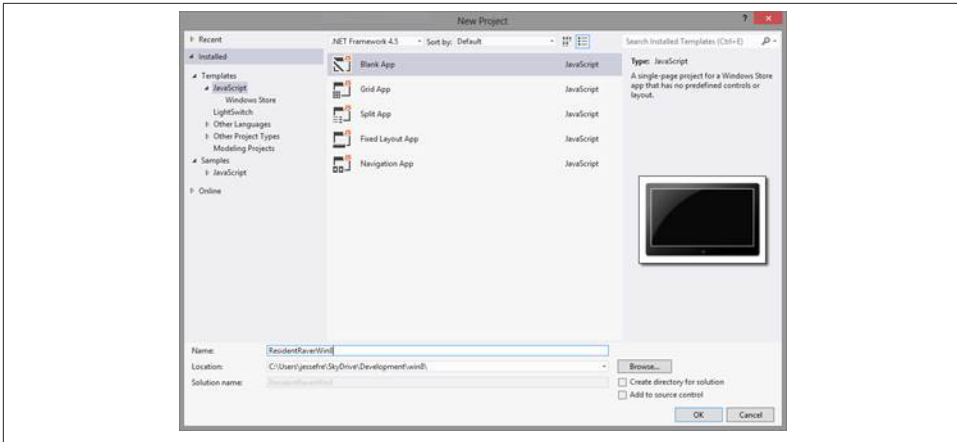 New Project
? ×
Recent
.NET Framework 4.5 Sort by: Default
Search Installed Templates (Ctrl+E)
Installed
Templates
JavaScript
Windows Store
LightSwitch
Other Languages
Other Project Types
Modeling Projects
Samples
JavaScript
Online
Blank App JavaScript
Grid App JavaScript
Split App JavaScript
Fixed Layout App JavaScript
Navigation App JavaScript
Type: JavaScript
A single-page project for a Windows Store
app that has no predefined controls or
layout.
Name: ResidentRaverWin8
Location: C:\Users\jessefre\SkyDrive\Development\win8\
Browse...
Solution name: ResidentRaverWin8
Create directory for solution
Add to source control
OK Cancel